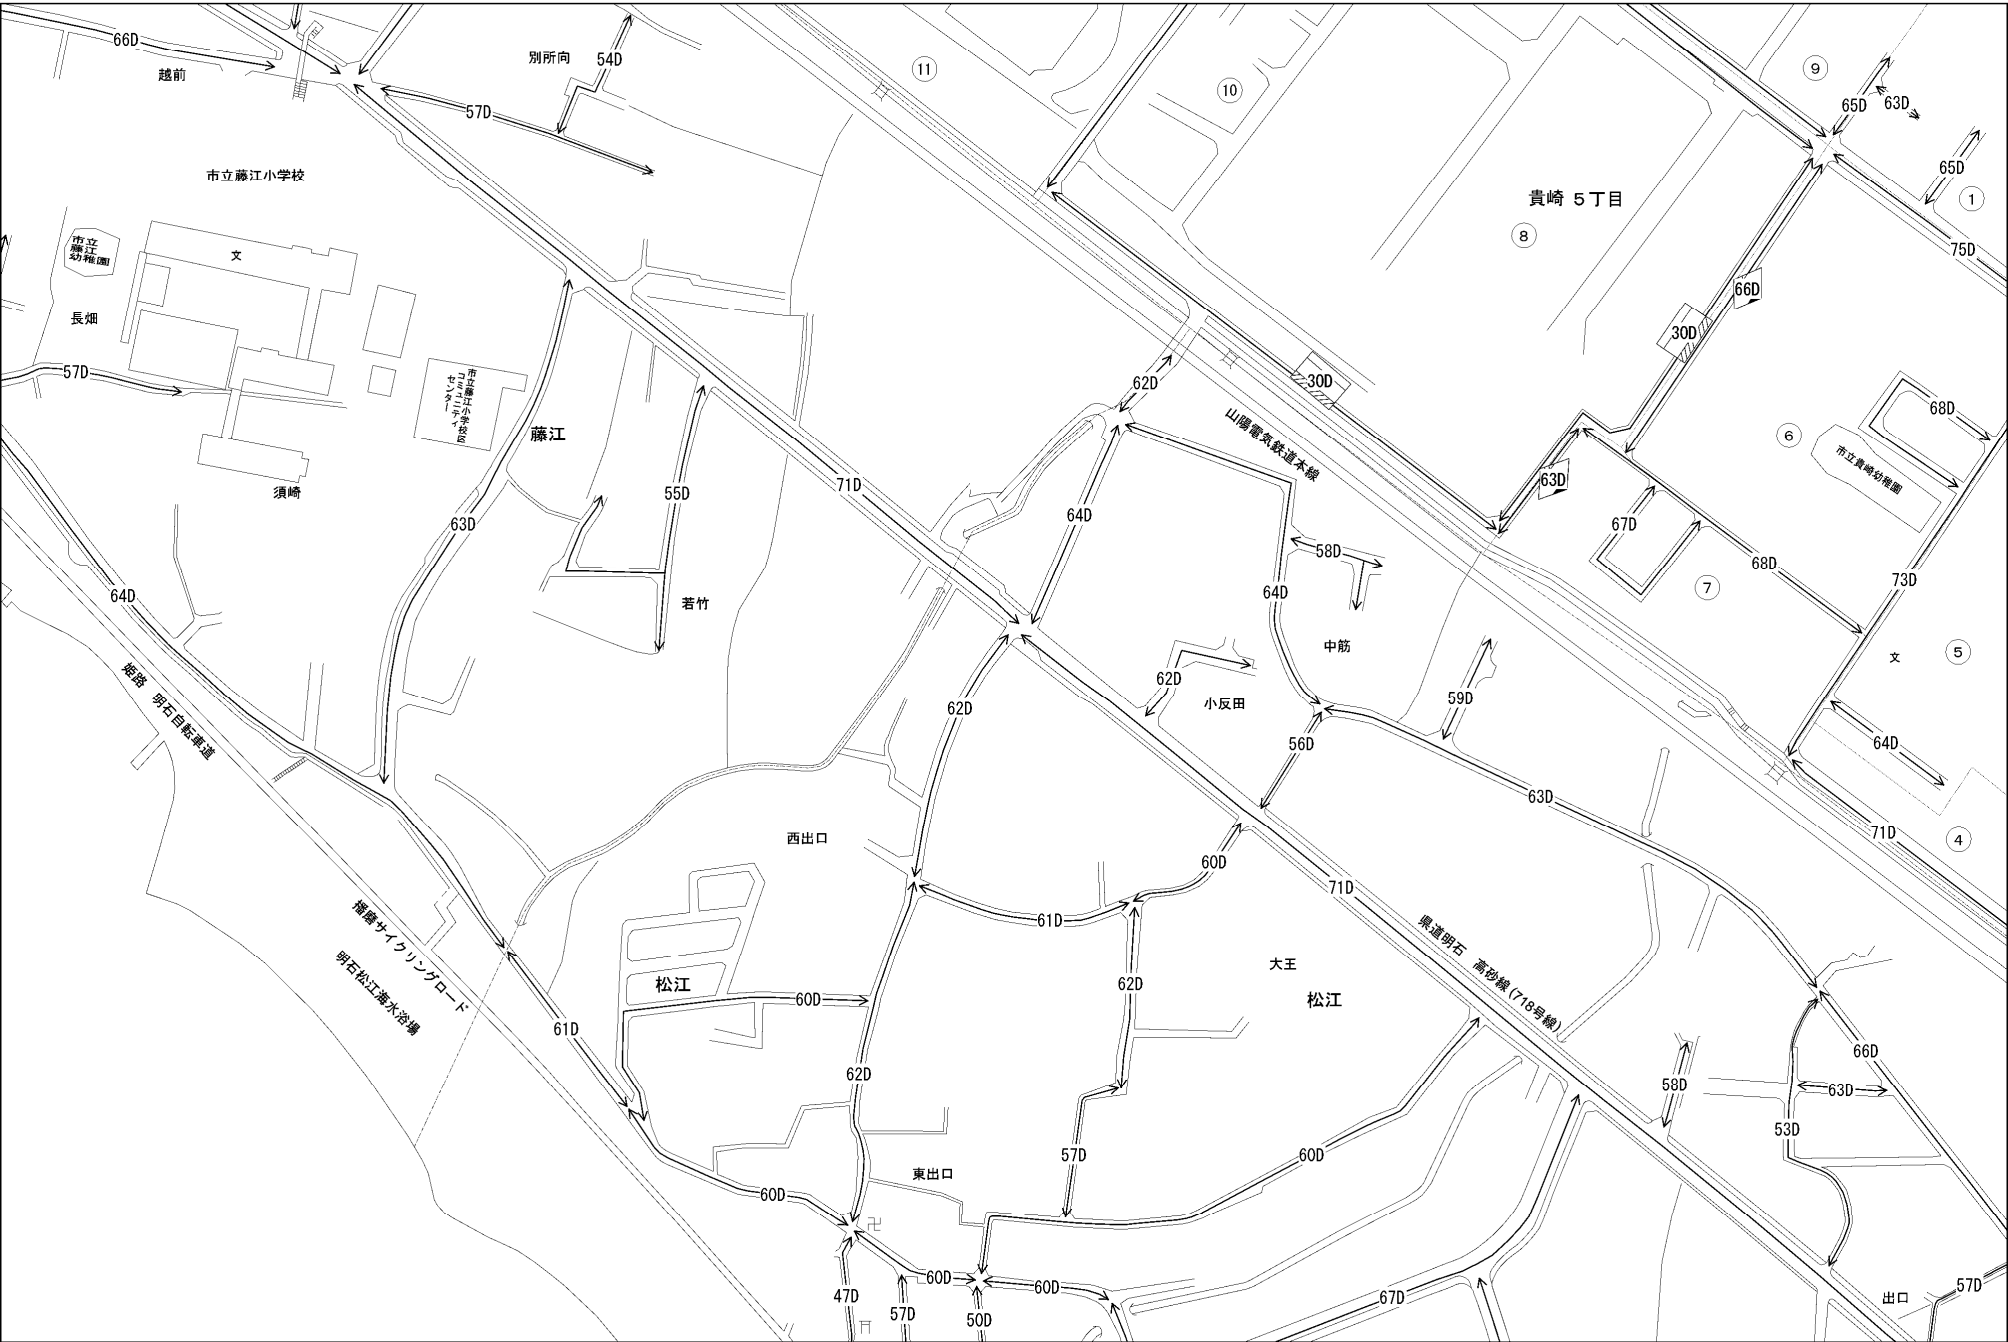 66D
越前
別所向
54D
57D
⑪
⑩
⑨
65D
63D
65D
①
市立藤江小学校
貴崎 5丁目
⑧
75D
市立
藤江
幼稚園
文
長畑
66D
30D
30D
57D
市立藤江小学校区
コミュニティ
センター
62D
山陽電気鉄道本線
68D
⑥
市立貴崎幼稚園
藤江
須崎
55D
71D
63D
64D
63D
67D
68D
⑦
73D
58D
64D
64D
若竹
中筋
文
⑤
姫路 明石自転車道
62D
小反田
59D
62D
56D
64D
63D
71D
④
西出口
60D
71D
61D
播磨サイクリングロード
明石松江海水浴場
県道明石 高砂線(718号線)
大王
松江
松江
60D
62D
61D
66D
62D
58D
63D
53D
57D
60D
東出口
60D
卍
60D
60D
47D
57D
50D
67D
出口
57D